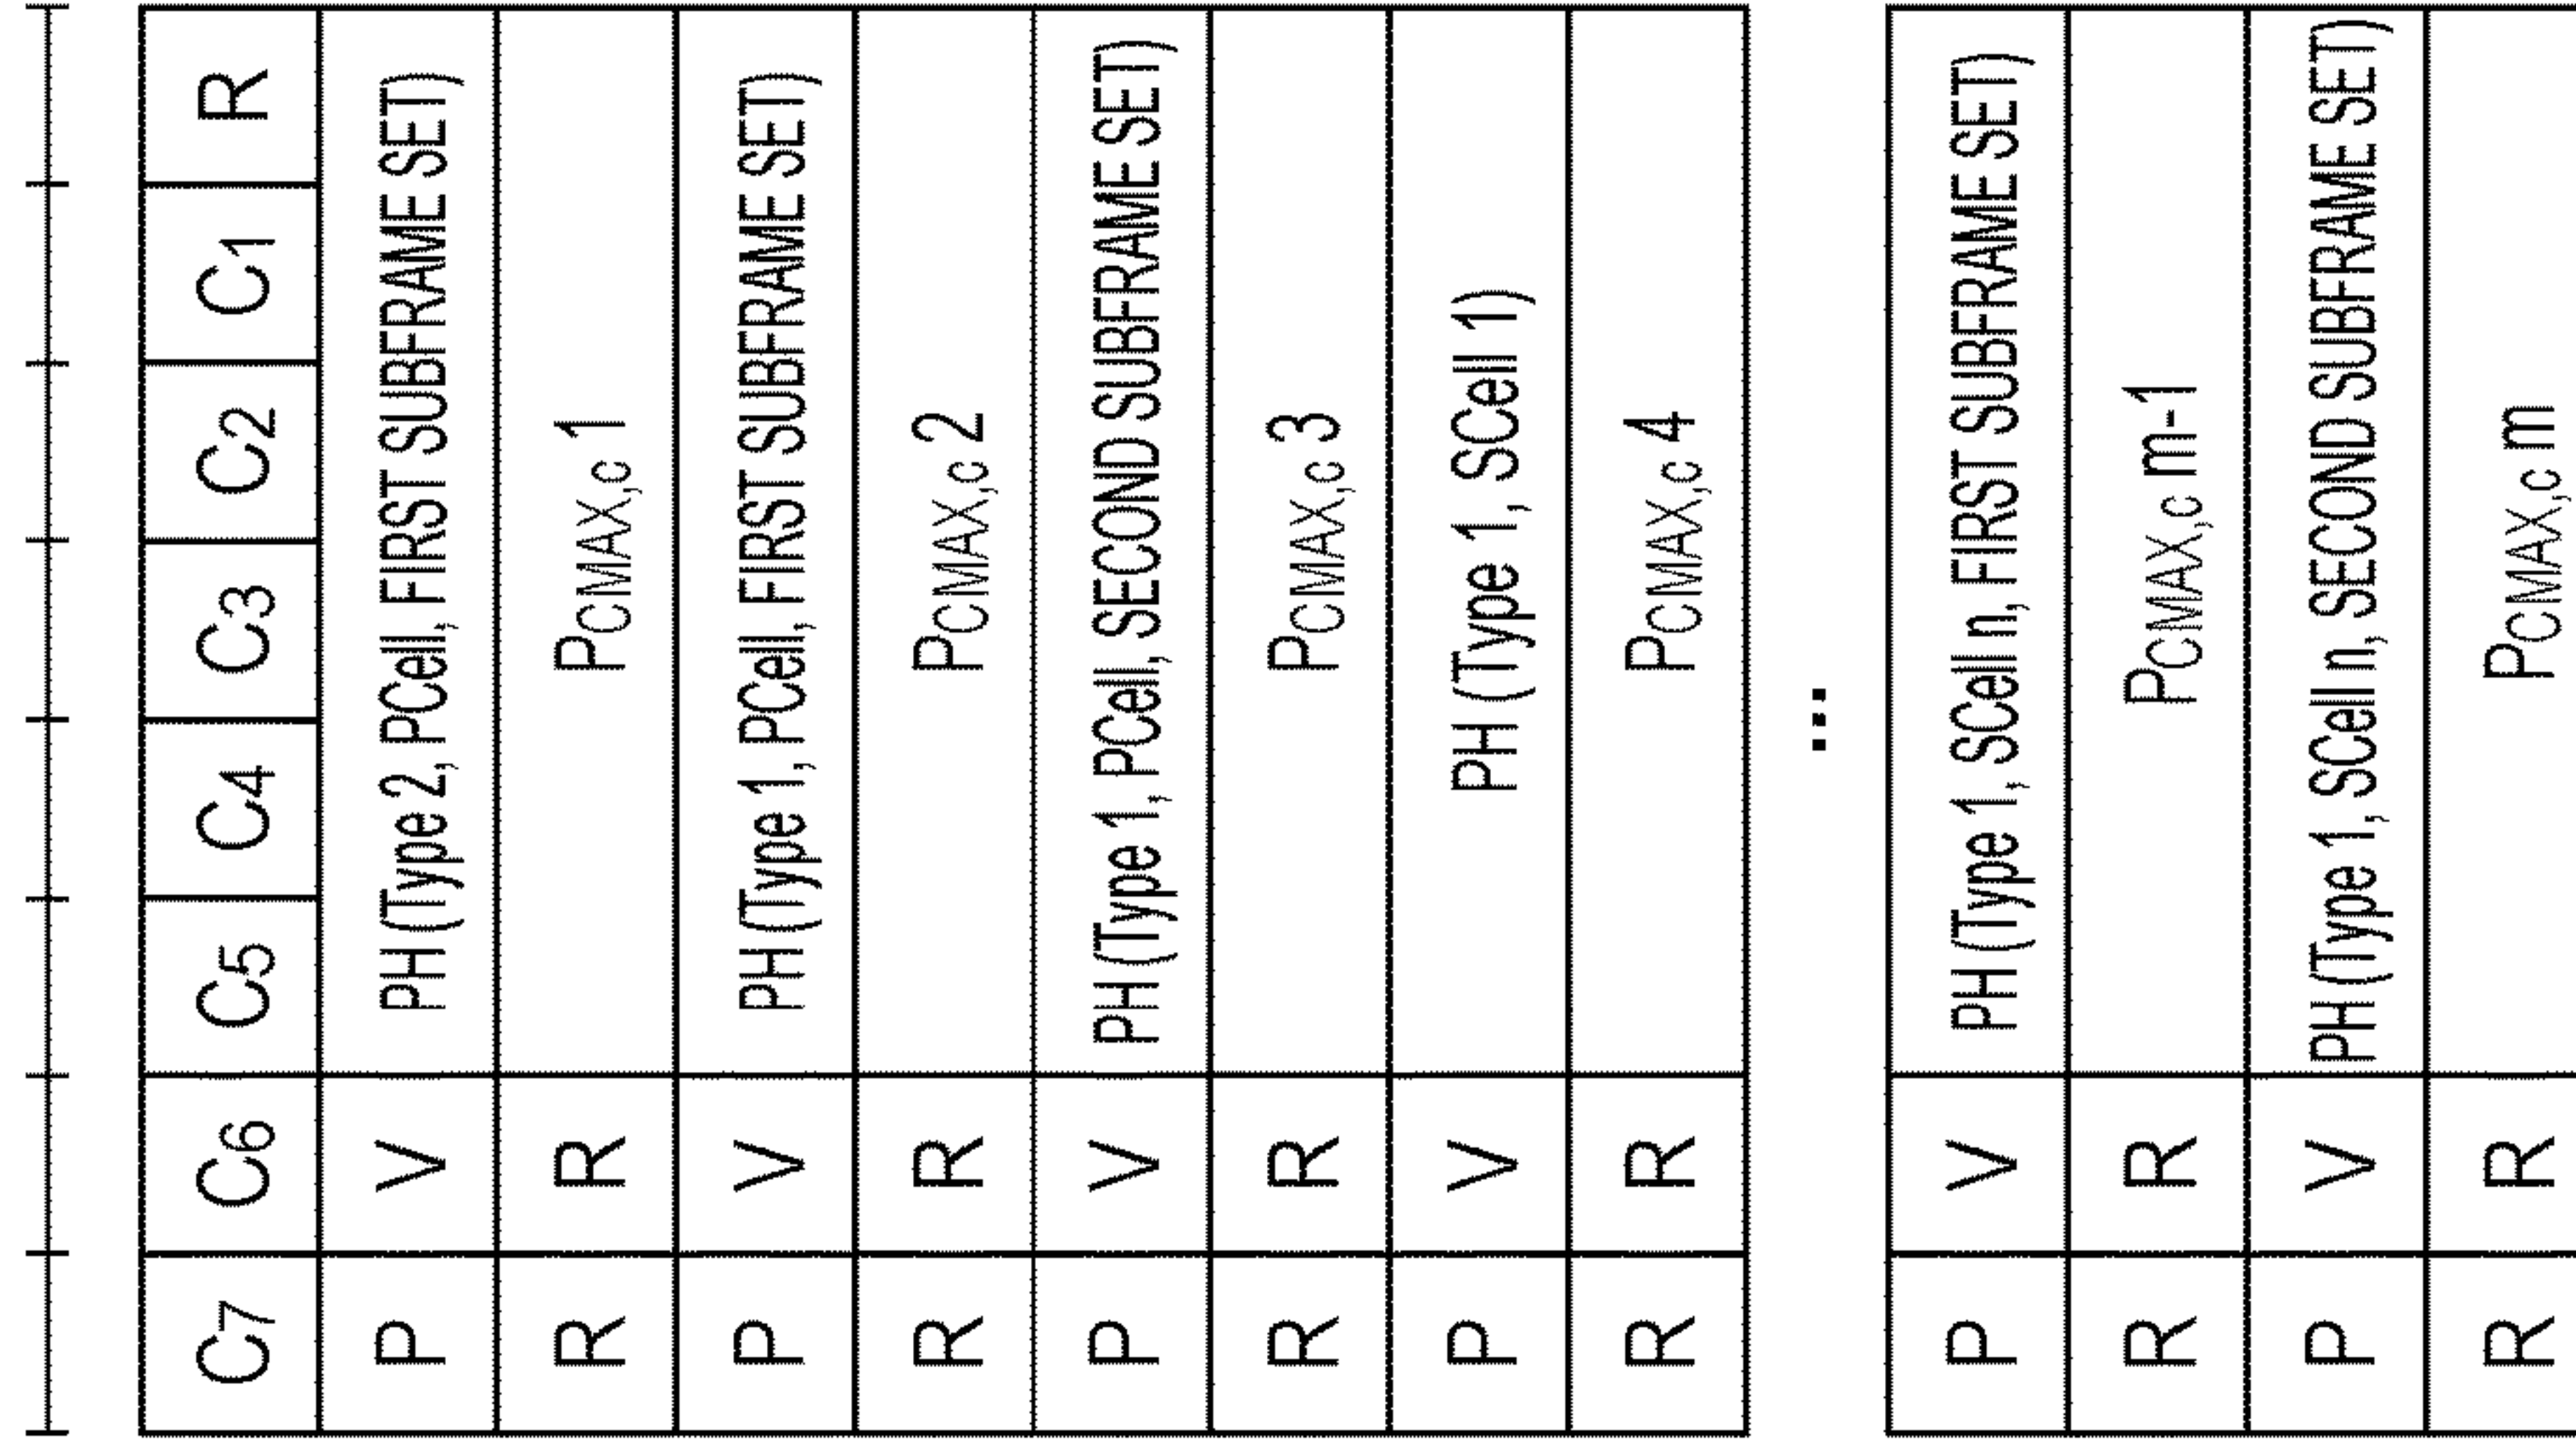 C7 C6 C5 C4 C3 C2 C1 R
P V PH (Type 2, PCell, FIRST SUBFRAME SET)
R R PCMAX,c 1
P V PH (Type 1, PCell, FIRST SUBFRAME SET)
R R PCMAX,c 2
P V PH (Type 1, PCell, SECOND SUBFRAME SET)
R R PCMAX,c 3
P V PH (Type 1, SCell 1)
R R PCMAX,c 4
...
P V PH (Type 1, SCell n, FIRST SUBFRAME SET)
R R PCMAX,c m-1
P V PH (Type 1, SCell n, SECOND SUBFRAME SET)
R R PCMAX,c m